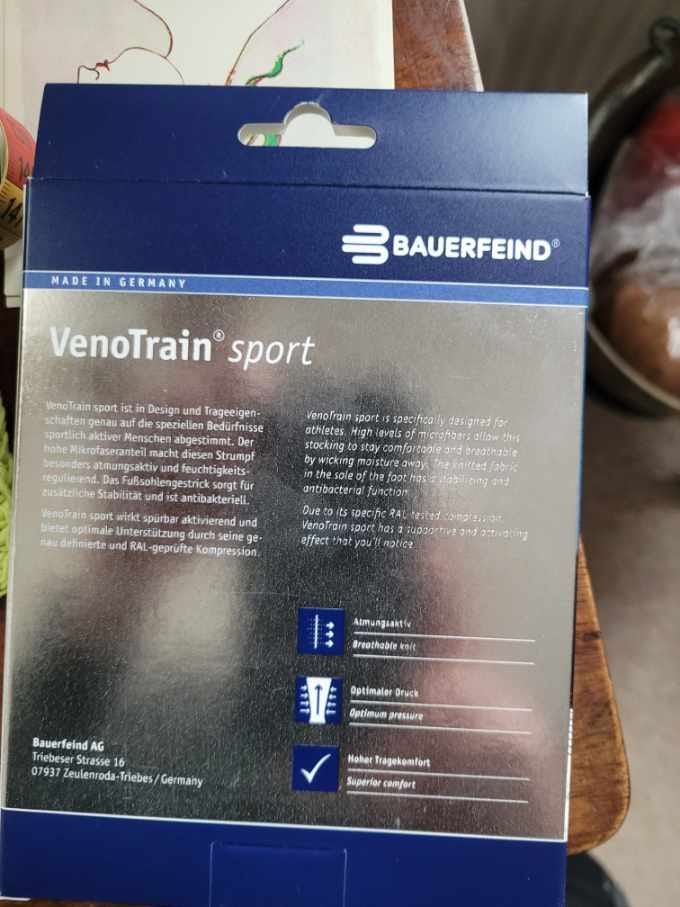 BAUERFEIND®
MADE IN GERMANY
VenoTrain® sport
VenoTrain sport ist in Design und Trageeigen-
schaften genau auf die speziellen Bedürfnisse
sportlich aktiver Menschen abgestimmt. Der
hohe Mikrofaseranteil macht diesen Strumpf
besonders atmungsaktiv und feuchtigkeits-
regulierend. Das Fußsohlengestrick sorgt für
zusätzliche Stabilität und ist antibakteriell.
VenoTrain sport wirkt spürbar aktivierend und
bietet optimale Unterstützung durch seine ge-
nau definierte und RAL-geprüfte Kompression.
VenoTrain sport is specifically designed for
athletes. High levels of microfibers allow this
stocking to stay comfortable and breathable
by wicking moisture away. The knitted fabric
in the sole of the foot has a stabilizing and
antibacterial function.
Due to its specific RAL tested compression,
VenoTrain sport has a supportive and activating
effect that you'll notice.
Atmungsaktiv
Breathable knit
Optimaler Druck
Optimum pressure
Hoher Tragekomfort
Superior comfort
Bauerfeind AG
Triebeser Strasse 16
07937 Zeulenroda-Triebes / Germany